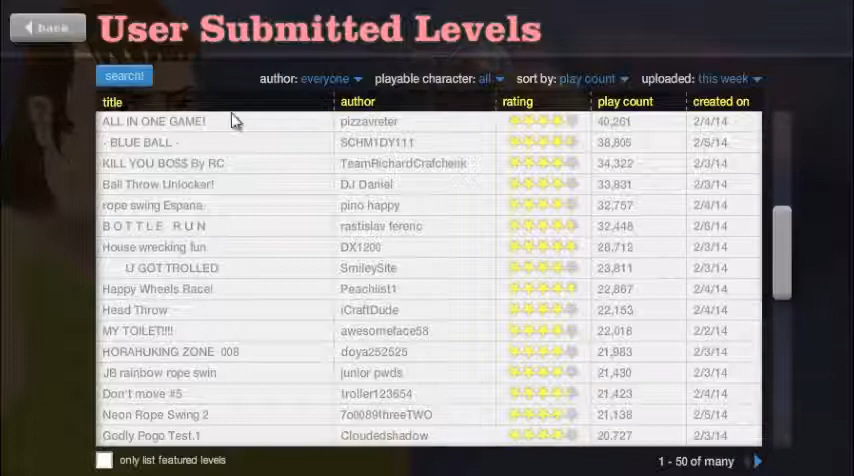 back User Submitted Levels
search! author: everyone playable character: all sort by: play count uploaded: this week
title author rating play count created on
ALL IN ONE GAME! pizzavreter 40,261 2/4/14
- BLUE BALL - SCHM1DY111 38,805 2/5/14
KILL YOU BOS$ By RC TeamRichardCrafchenk 34,322 2/3/14
Ball Throw Unlocker! DJ Daniel 33,831 2/3/14
rope swing Espana pino happy 32,757 2/4/14
B O T T L E R U N rastislav ferenc 32,448 2/6/14
House wrecking fun DX1200 28,712 2/3/14
U GOT TROLLED SmileySite 23,811 2/3/14
Happy Wheels Race! Peachlist1 22,867 2/4/14
Head Throw iCraftDude 22,153 2/4/14
MY TOILET!!!! awesomeface58 22,018 2/2/14
HORAHUKING ZONE 008 doya252525 21,983 2/3/14
JB rainbow rope swin junior pwds 21,430 2/3/14
Don't move #5 troller123654 21,423 2/4/14
Neon Rope Swing 2 7o0089threeTWO 21,138 2/5/14
Godly Pogo Test.1 Cloudedshadow 20,727 2/3/14
only list featured levels 1 - 50 of many